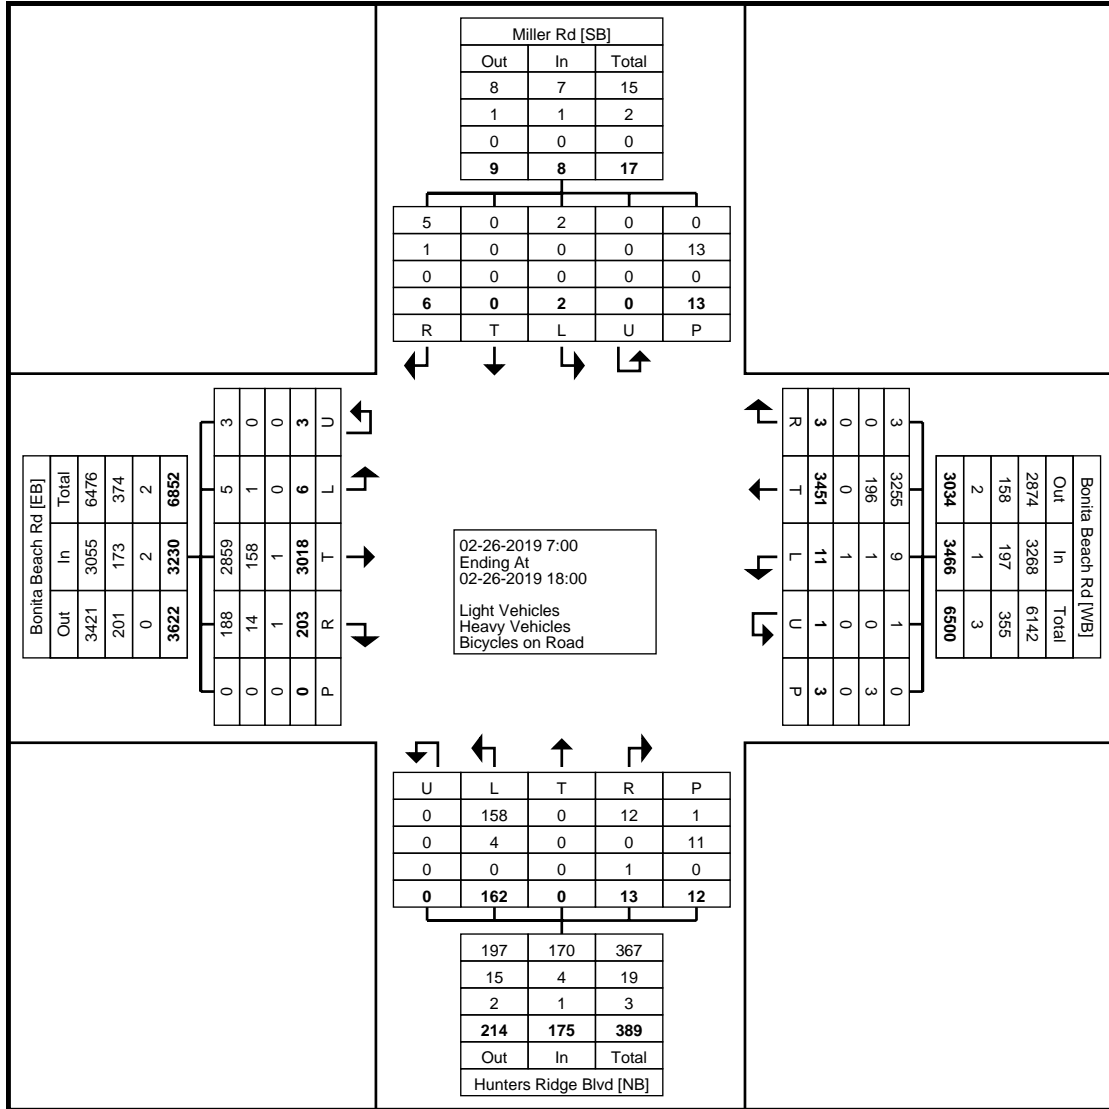 Miller Rd [SB]
Out In Total
8 7 15
1 1 2
0 0 0
9 8 17
5 0 2 0 0
1 0 0 0 13
0 0 0 0 0
6 0 2 0 13
R T L U P
Bonita Beach Rd [EB]
Total In Out
6476 3055 3421
374 173 201
2 2 0
6852 3230 3622
3 5 2859 188 0
0 1 158 14 0
0 0 1 1 0
3 6 3018 203 0
U L T R P
02-26-2019 7:00
Ending At
02-26-2019 18:00
Light Vehicles
Heavy Vehicles
Bicycles on Road
Bonita Beach Rd [WB]
Out In Total
2874 3268 6142
158 197 355
2 1 3
3034 3466 6500
3 3255 9 1 0
0 196 1 0 3
0 0 1 0 0
3 3451 11 1 3
R T L U P
U L T R P
0 158 0 12 1
0 4 0 0 11
0 0 0 1 0
0 162 0 13 12
197 170 367
15 4 19
2 1 3
214 175 389
Out In Total
Hunters Ridge Blvd [NB]